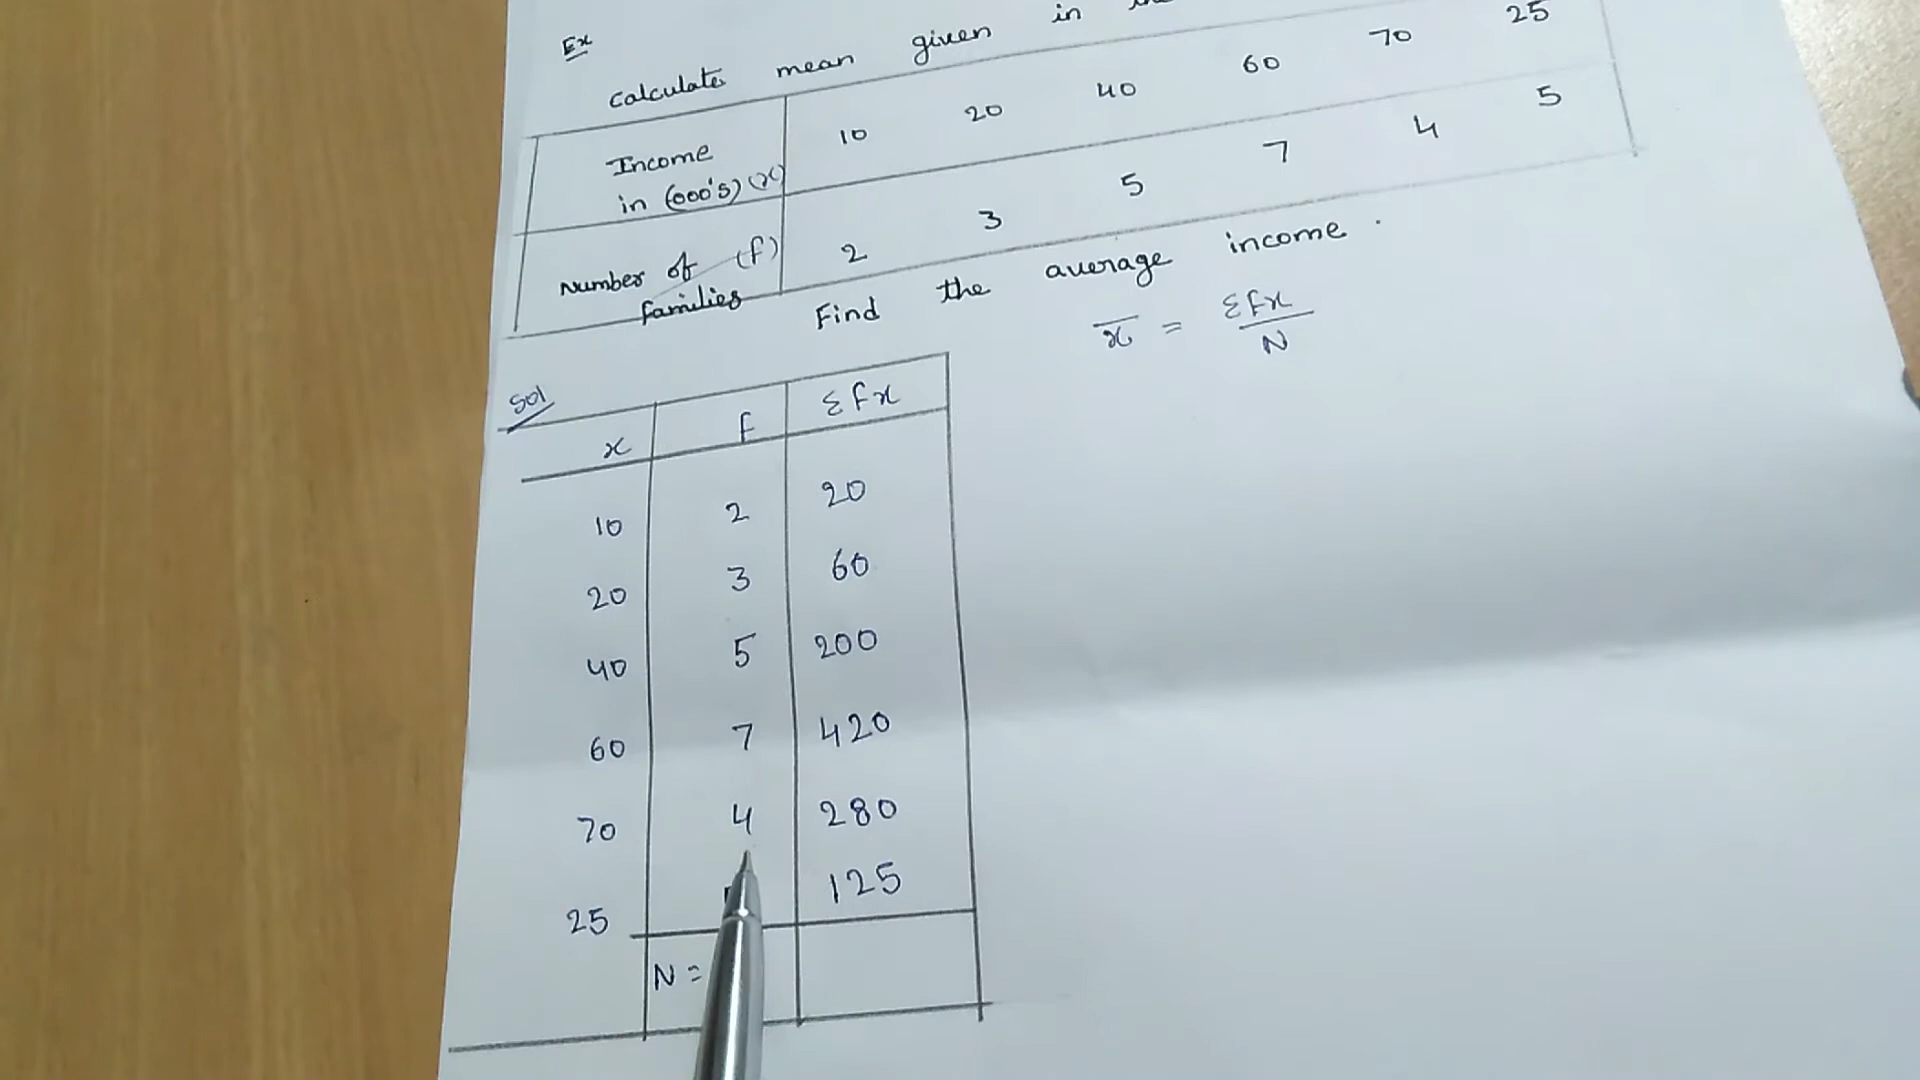 Ex
Calculate mean given in
Income in (000's) (x) 10 20 40 60 70 25
Number of (f) families 2 3 5 7 4 5
Find the average income.
x̄ = Σfx / N
Sol
x f Σfx
10 2 20
20 3 60
40 5 200
60 7 420
70 4 280
25 125
N =